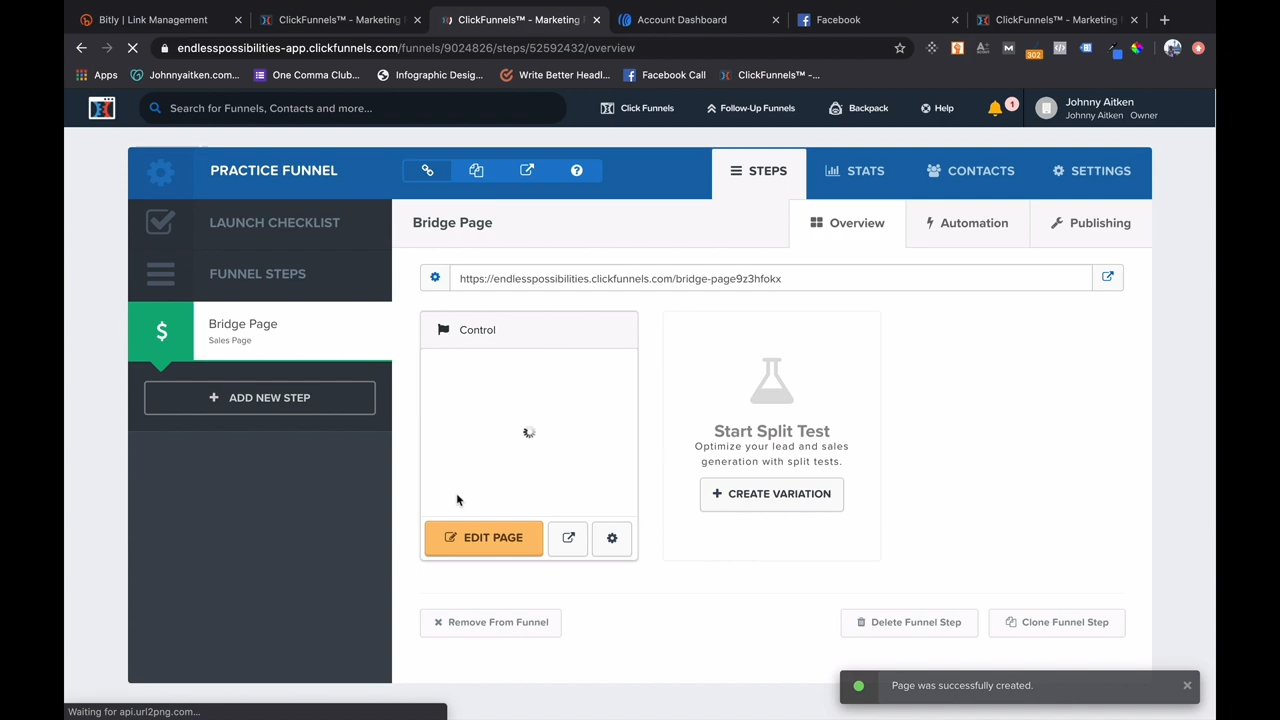 Bitly | Link Management
ClickFunnels™ - Marketing
ClickFunnels™ - Marketing
Account Dashboard
Facebook
ClickFunnels™ - Marketing
endlesspossibilities-app.clickfunnels.com/funnels/9024826/steps/52592432/overview
302
Apps
Johnnyaitken.com...
One Comma Club...
Infographic Desig...
Write Better Headl...
Facebook Call
ClickFunnels™ -...
Search for Funnels, Contacts and more...
Click Funnels
Follow-Up Funnels
Backpack
Help
1
Johnny Aitken
Johnny Aitken Owner
PRACTICE FUNNEL
STEPS
STATS
CONTACTS
SETTINGS
LAUNCH CHECKLIST
Bridge Page
Overview
Automation
Publishing
FUNNEL STEPS
https://endlesspossibilities.clickfunnels.com/bridge-page9z3hfokx
Bridge Page
Sales Page
Control
ADD NEW STEP
Start Split Test
Optimize your lead and sales
generation with split tests.
CREATE VARIATION
EDIT PAGE
Remove From Funnel
Delete Funnel Step
Clone Funnel Step
Page was successfully created.
Waiting for api.url2png.com...